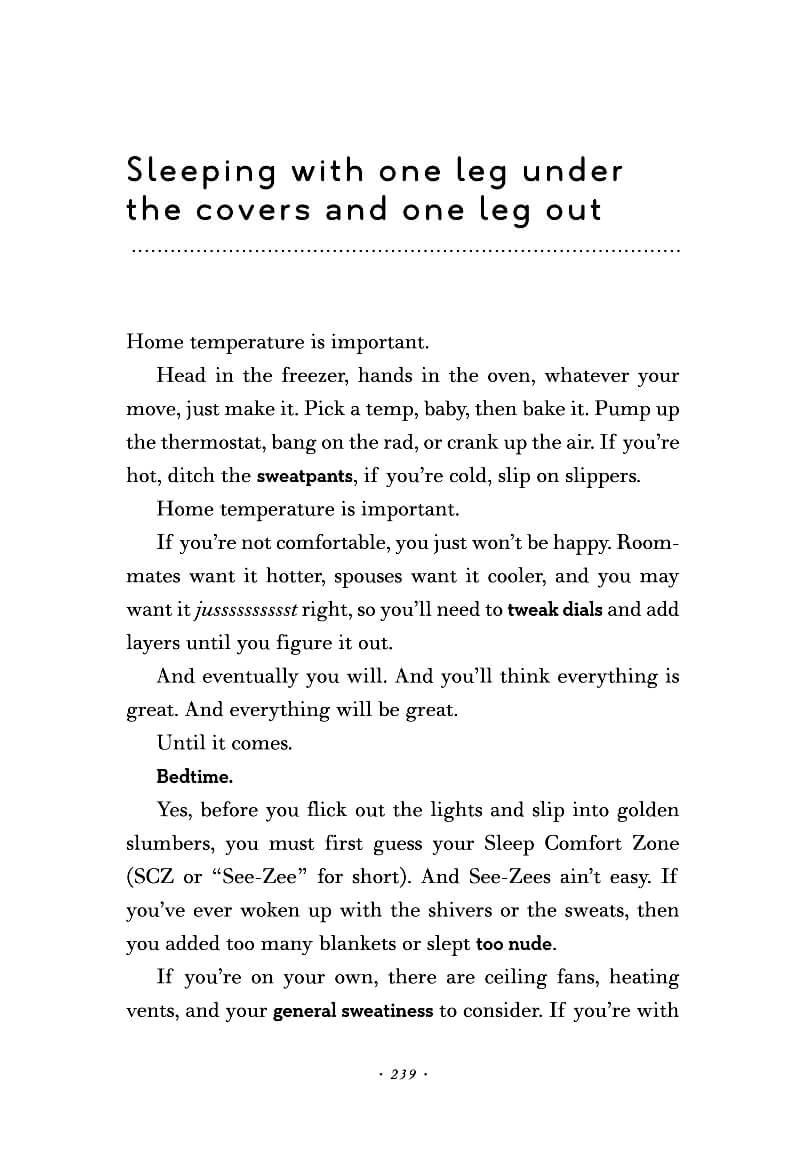 Sleeping with one leg under
the covers and one leg out
Home temperature is important.
Head in the freezer, hands in the oven, whatever your
move, just make it. Pick a temp, baby, then bake it. Pump up
the thermostat, bang on the rad, or crank up the air. If you’re
hot, ditch the sweatpants, if you’re cold, slip on slippers.
Home temperature is important.
If you’re not comfortable, you just won’t be happy. Room-
mates want it hotter, spouses want it cooler, and you may
want it jussssssssssst right, so you’ll need to tweak dials and add
layers until you figure it out.
And eventually you will. And you’ll think everything is
great. And everything will be great.
Until it comes.
Bedtime.
Yes, before you flick out the lights and slip into golden
slumbers, you must first guess your Sleep Comfort Zone
(SCZ or “See-Zee” for short). And See-Zees ain’t easy. If
you’ve ever woken up with the shivers or the sweats, then
you added too many blankets or slept too nude.
If you’re on your own, there are ceiling fans, heating
vents, and your general sweatiness to consider. If you’re with
· 239 ·